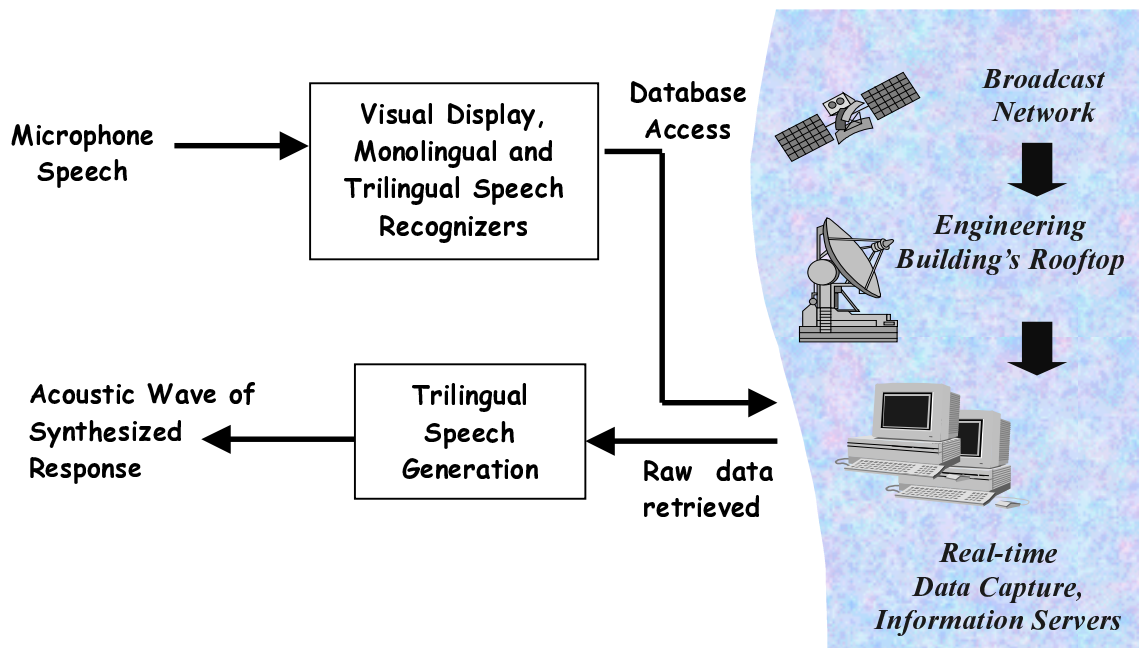 Microphone
Speech
Visual Display,
Monolingual and
Trilingual Speech
Recognizers
Database
Access
Broadcast
Network
Engineering
Building's Rooftop
Acoustic Wave of
Synthesized
Response
Trilingual
Speech
Generation
Raw data
retrieved
Real-time
Data Capture,
Information Servers